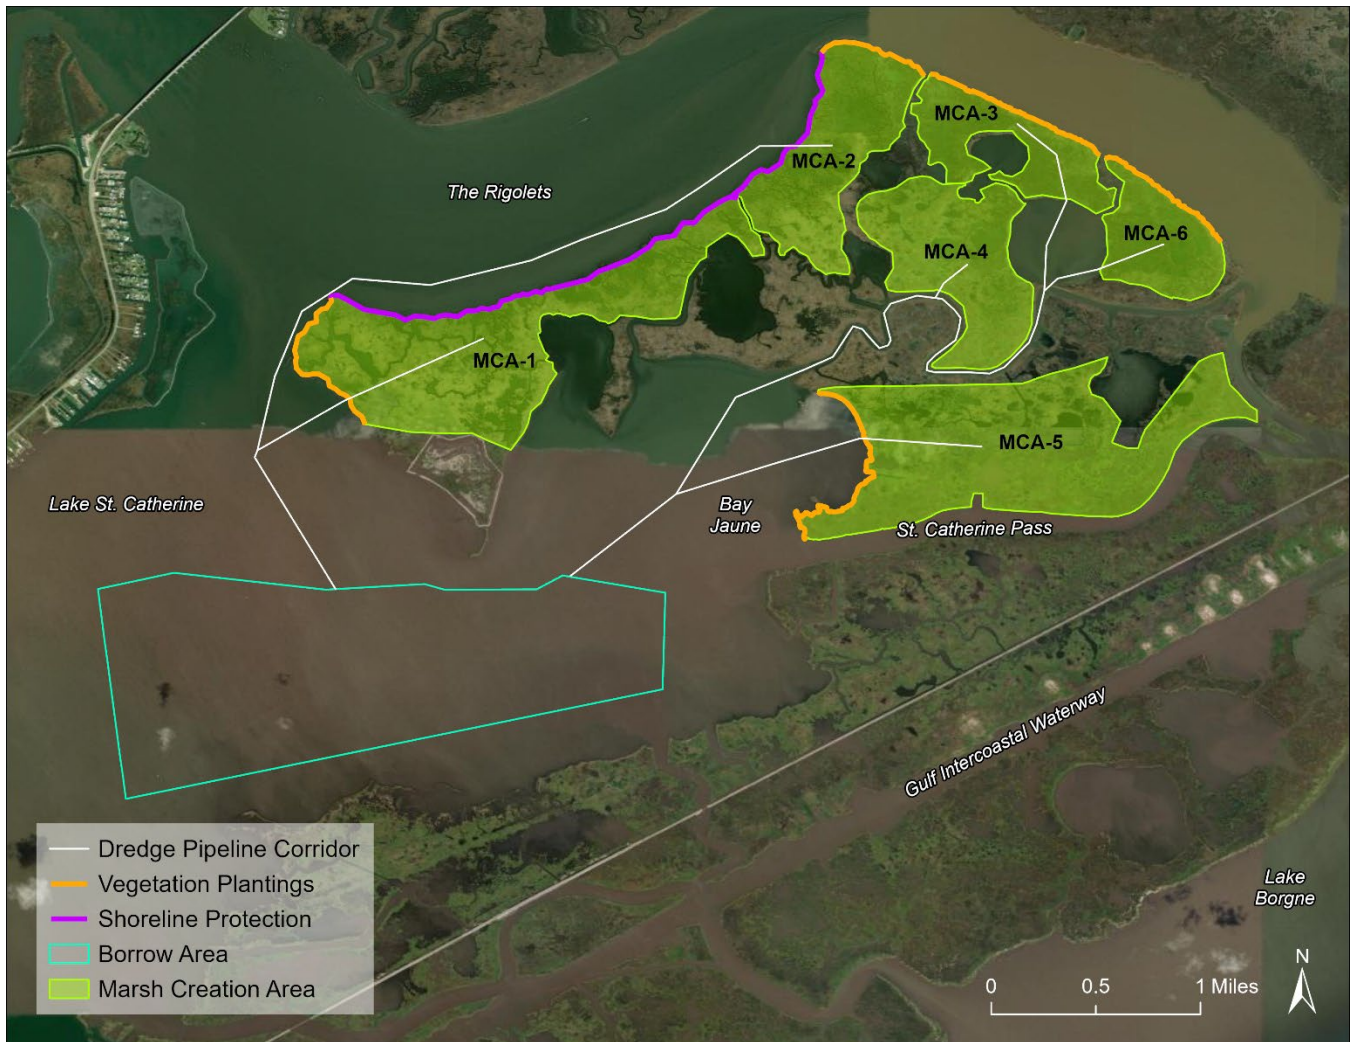 MCA-3
MCA-2
The Rigolets
MCA-6
MCA-4
MCA-1
MCA-5
Lake St. Catherine
Bay
Jaune
St. Catherine Pass
Gulf Intercoastal Waterway
Dredge Pipeline Corridor
Vegetation Plantings
Shoreline Protection
Borrow Area
Marsh Creation Area
Lake
Borgne
N
0 0.5 1 Miles